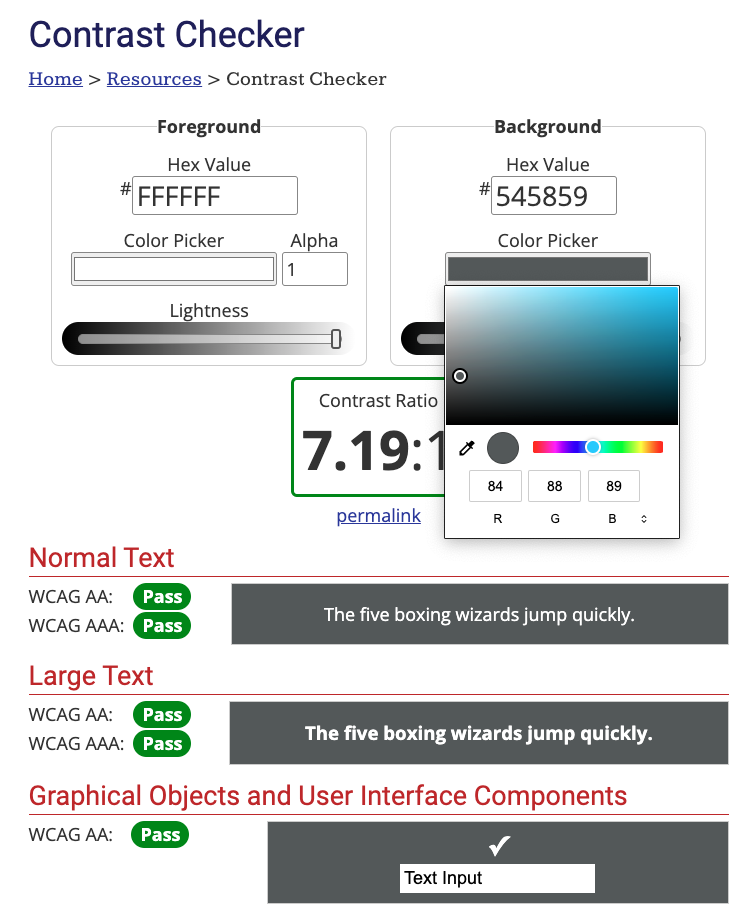 Contrast Checker
Home > Resources > Contrast Checker
Foreground
Hex Value
#FFFFFF
Color Picker Alpha
1
Lightness
Background
Hex Value
#545859
Color Picker
84 88 89
R G B
Contrast Ratio
7.19:1
permalink
Normal Text
WCAG AA: Pass
WCAG AAA: Pass
The five boxing wizards jump quickly.
Large Text
WCAG AA: Pass
WCAG AAA: Pass
The five boxing wizards jump quickly.
Graphical Objects and User Interface Components
WCAG AA: Pass
Text Input